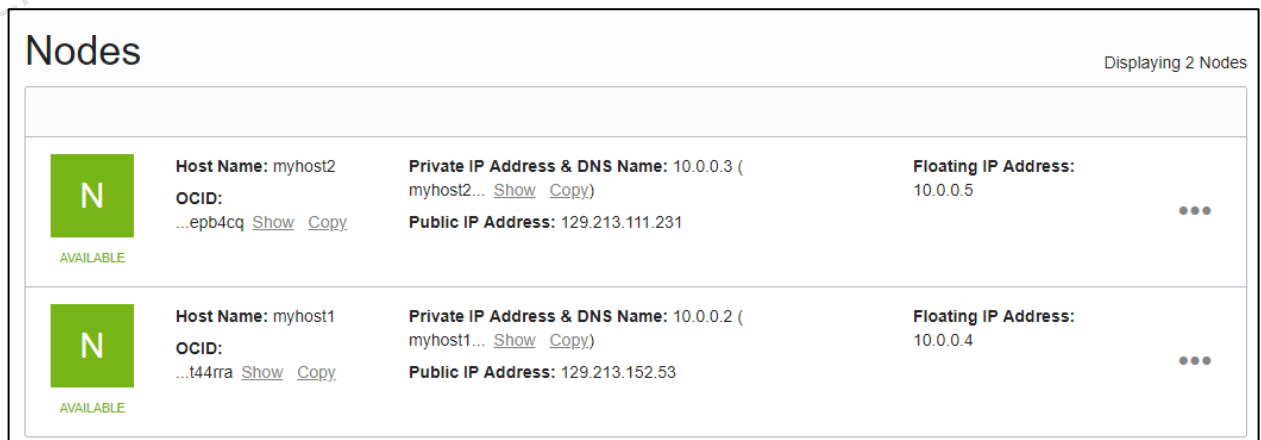 Nodes
Displaying 2 Nodes
N
AVAILABLE
Host Name: myhost2
OCID:
...epb4cq Show Copy
Private IP Address & DNS Name: 10.0.0.3 (
myhost2... Show Copy)
Public IP Address: 129.213.111.231
Floating IP Address:
10.0.0.5
N
AVAILABLE
Host Name: myhost1
OCID:
...t44rra Show Copy
Private IP Address & DNS Name: 10.0.0.2 (
myhost1... Show Copy)
Public IP Address: 129.213.152.53
Floating IP Address:
10.0.0.4